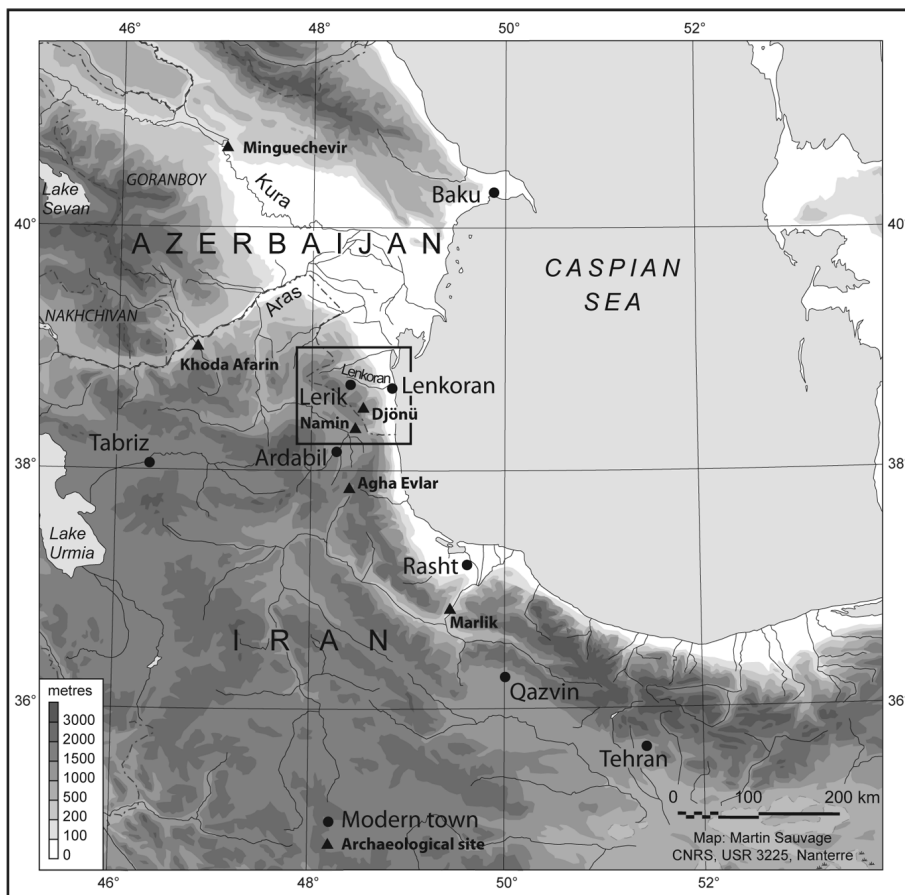 46°
48°
50°
52°
Minguechevir
GORANBOY
Kura
Lake
Sevan
Baku
40°
40°
AZERBAIJAN
CASPIAN
SEA
Aras
NAKHCHIVAN
Khoda Afarin
Lenkoran
Lenkoran
Lerik
Djönü
Namin
Tabriz
Ardabil
38°
38°
Agha Evlar
Lake
Urmia
Rasht
Marlik
IRAN
Qazvin
metres
3000
2000
1500
1000
500
200
100
0
36°
36°
Tehran
0 100 200 km
Modern town
Archaeological site
Map: Martin Sauvage
CNRS, USR 3225, Nanterre
46°
48°
50°
52°